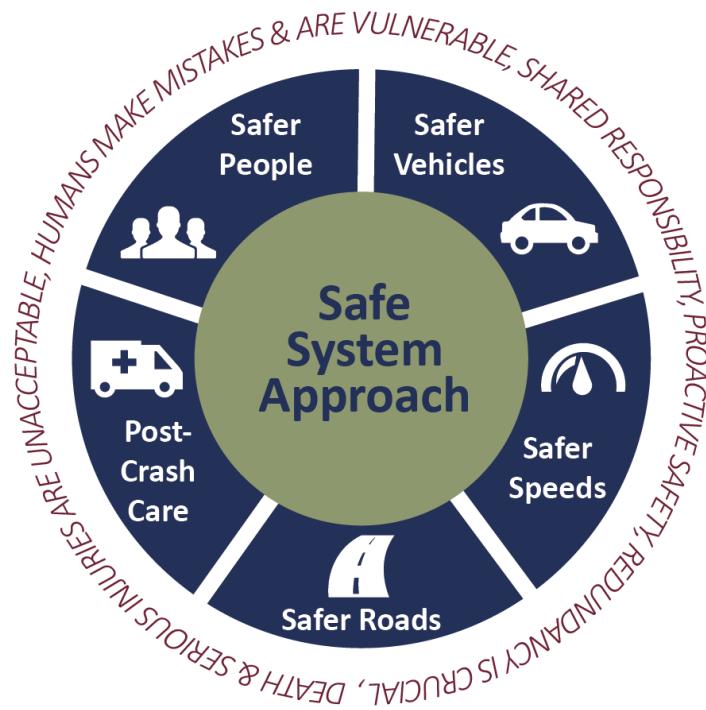 DEATH & SERIOUS INJURIES ARE UNACCEPTABLE, HUMANS MAKE MISTAKES & ARE VULNERABLE, SHARED RESPONSIBILITY, PROACTIVE SAFETY, REDUNDANCY IS CRUCIAL ,
Safer
People
Safer
Vehicles
Safe
System
Approach
Safer
Speeds
Post-
Crash
Care
Safer Roads